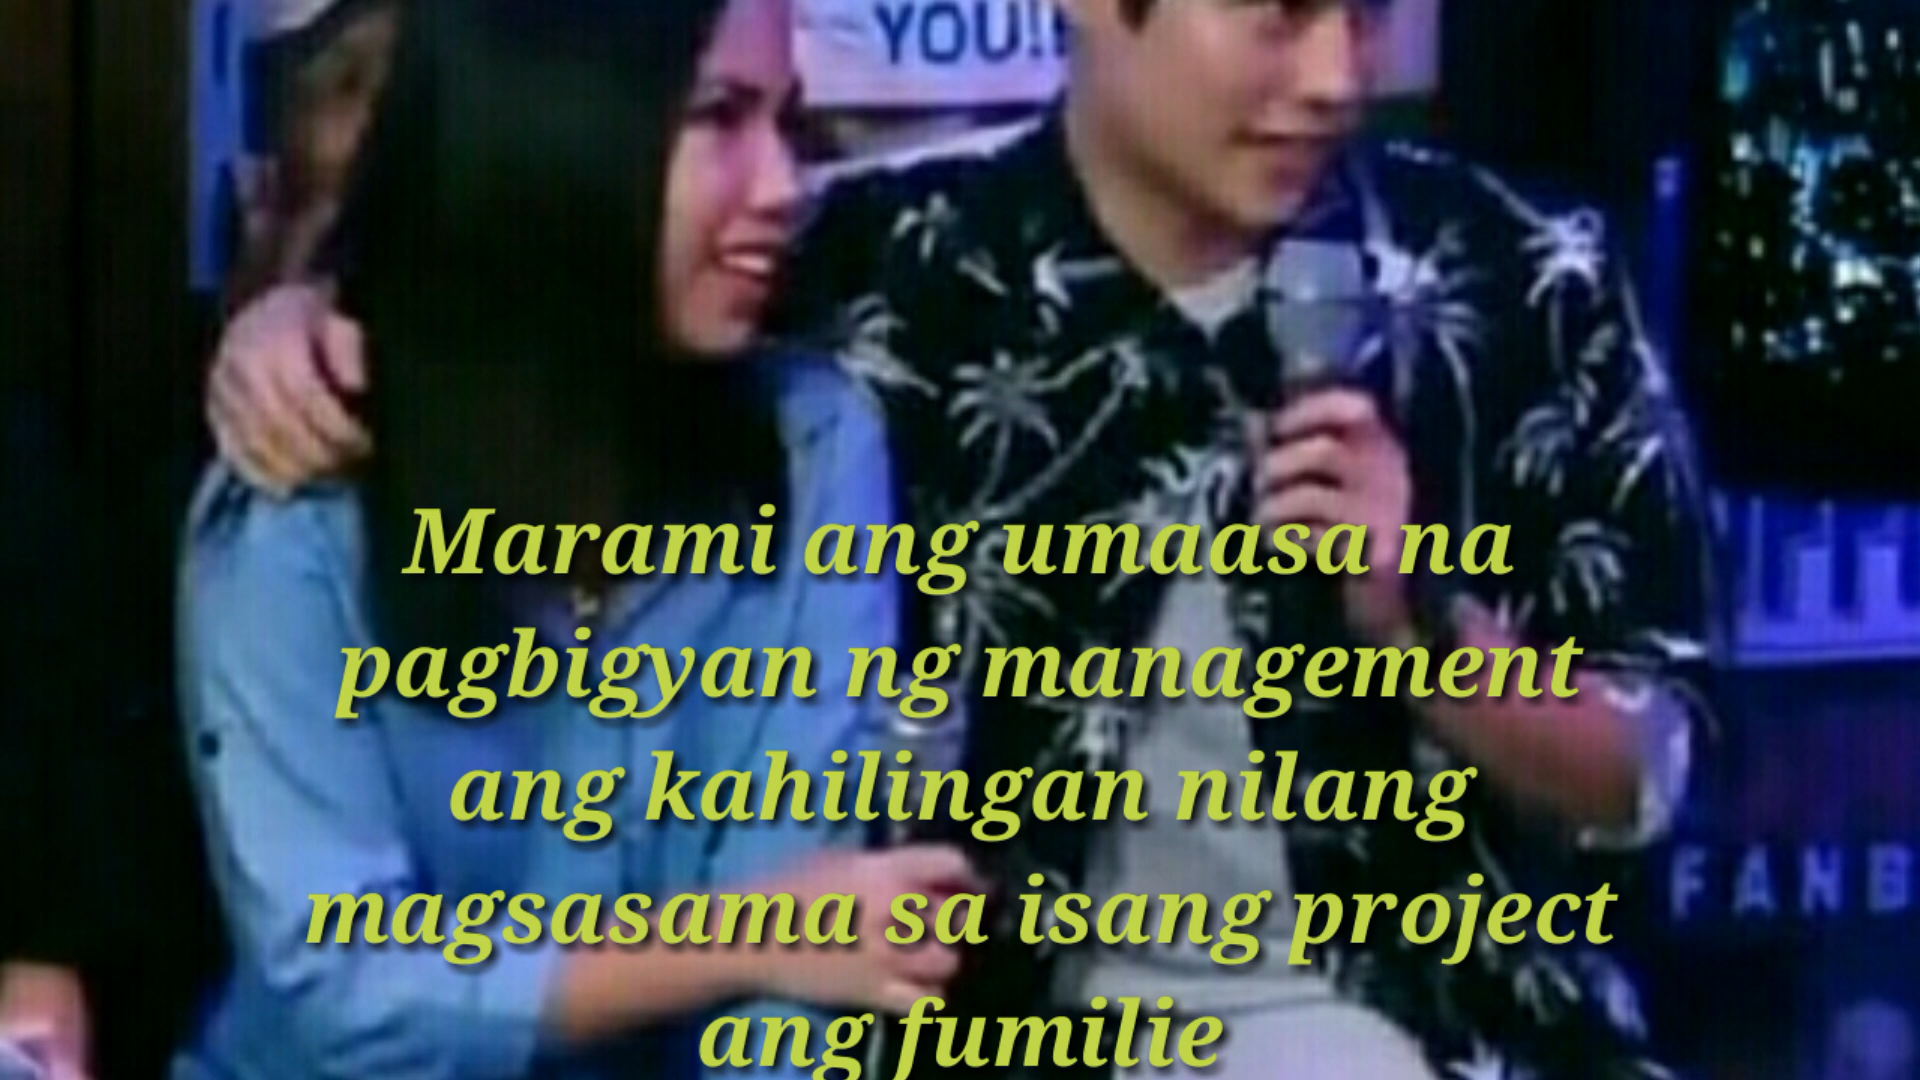 YOU!
Marami ang umaasa na
pagbigyan ng management
ang kahilingan nilang
magsasama sa isang project
ang fumilie
FANB